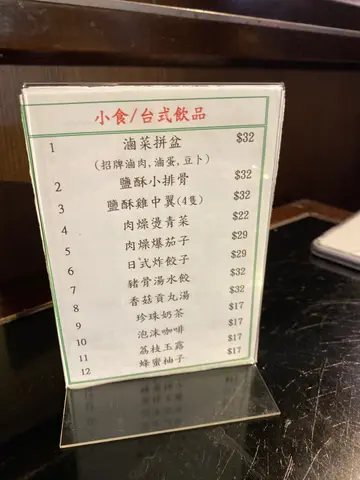 小食/台式飲品
1 滷菜拼盆 $32
(招牌滷肉,滷蛋,豆卜)
2 鹽酥小排骨 $32
3 鹽酥雞中翼(4隻) $32
4 肉燥燙青菜 $22
5 肉燥爆茄子 $29
6 日式炸餃子 $29
7 豬骨湯水餃 $32
8 香菇貢丸湯 $32
9 珍珠奶茶 $17
10 泡沫咖啡 $17
11 荔枝玉露 $17
12 蜂蜜柚子 $17